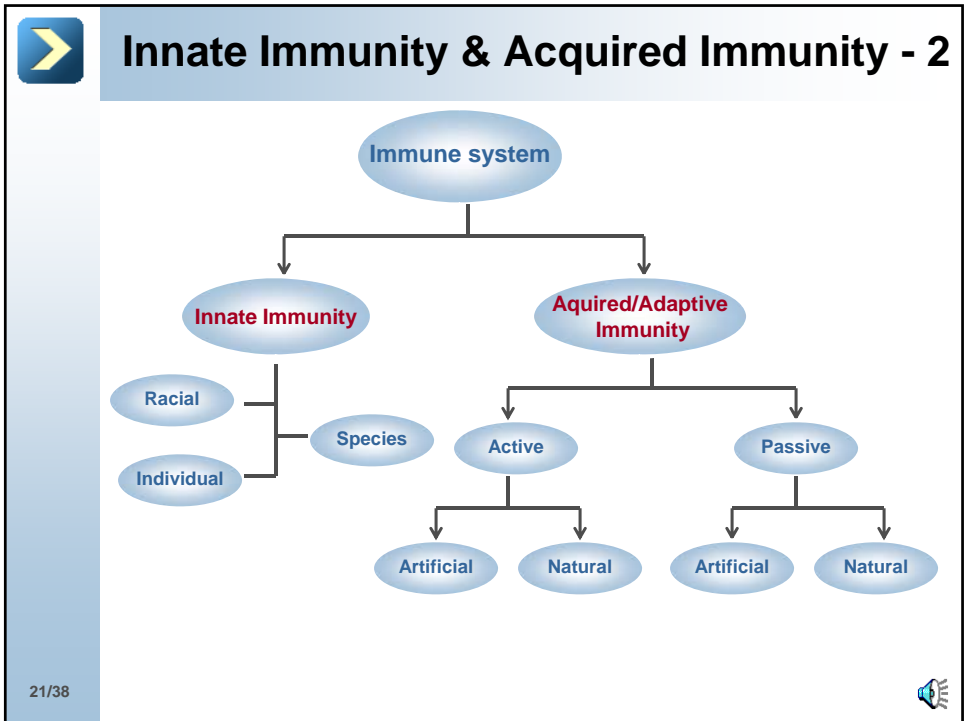 Innate Immunity & Acquired Immunity - 2
Immune system
Innate Immunity
Aquired/Adaptive
Immunity
Racial
Species
Individual
Active
Passive
Artificial
Natural
Artificial
Natural
21/38